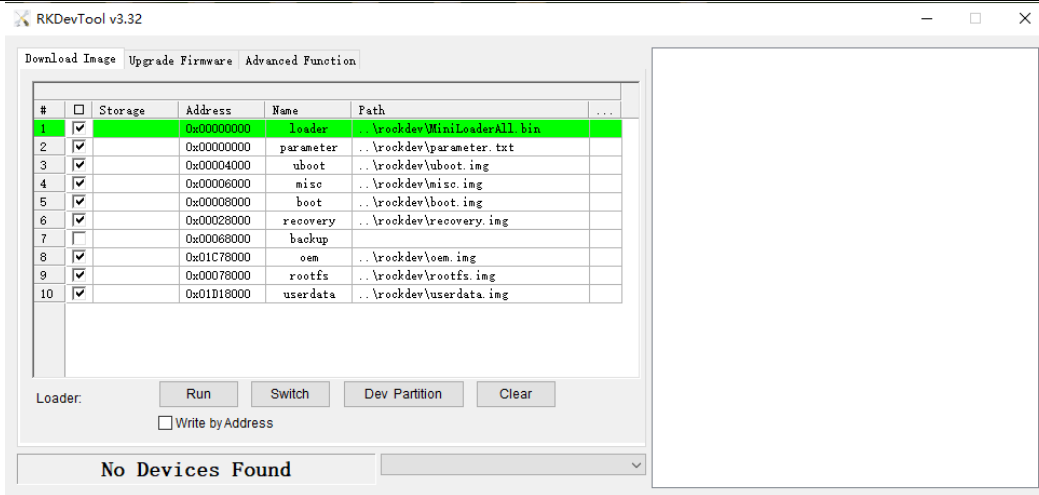 RKDevTool v3.32
Download Image Upgrade Firmware Advanced Function
# Storage Address Name Path ...
1 0x00000000 loader ..\rockdev\MiniLoaderAll.bin
2 0x00000000 parameter ..\rockdev\parameter.txt
3 0x00004000 uboot ..\rockdev\uboot.img
4 0x00006000 misc ..\rockdev\misc.img
5 0x00008000 boot ..\rockdev\boot.img
6 0x00028000 recovery ..\rockdev\recovery.img
7 0x00068000 backup
8 0x01C78000 oem ..\rockdev\oem.img
9 0x00078000 rootfs ..\rockdev\rootfs.img
10 0x01D18000 userdata ..\rockdev\userdata.img
Loader: Run Switch Dev Partition Clear
Write by Address
No Devices Found